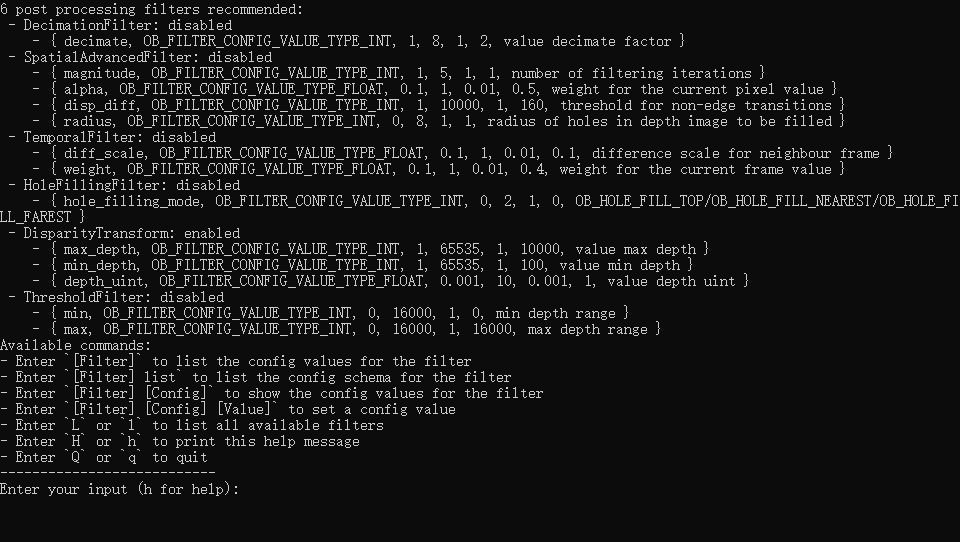 6 post processing filters recommended:
 - DecimationFilter: disabled
    - { decimate, OB_FILTER_CONFIG_VALUE_TYPE_INT, 1, 8, 1, 2, value decimate factor }
 - SpatialAdvancedFilter: disabled
    - { magnitude, OB_FILTER_CONFIG_VALUE_TYPE_INT, 1, 5, 1, 1, number of filtering iterations }
    - { alpha, OB_FILTER_CONFIG_VALUE_TYPE_FLOAT, 0.1, 1, 0.01, 0.5, weight for the current pixel value }
    - { disp_diff, OB_FILTER_CONFIG_VALUE_TYPE_INT, 1, 10000, 1, 160, threshold for non-edge transitions }
    - { radius, OB_FILTER_CONFIG_VALUE_TYPE_INT, 0, 8, 1, 1, radius of holes in depth image to be filled }
 - TemporalFilter: disabled
    - { diff_scale, OB_FILTER_CONFIG_VALUE_TYPE_FLOAT, 0.1, 1, 0.01, 0.1, difference scale for neighbour frame }
    - { weight, OB_FILTER_CONFIG_VALUE_TYPE_FLOAT, 0.1, 1, 0.01, 0.4, weight for the current frame value }
 - HoleFillingFilter: disabled
    - { hole_filling_mode, OB_FILTER_CONFIG_VALUE_TYPE_INT, 0, 2, 1, 0, OB_HOLE_FILL_TOP/OB_HOLE_FILL_NEAREST/OB_HOLE_FI
LL_FAREST }
 - DisparityTransform: enabled
    - { max_depth, OB_FILTER_CONFIG_VALUE_TYPE_INT, 1, 65535, 1, 10000, value max depth }
    - { min_depth, OB_FILTER_CONFIG_VALUE_TYPE_INT, 1, 65535, 1, 100, value min depth }
    - { depth_uint, OB_FILTER_CONFIG_VALUE_TYPE_FLOAT, 0.001, 10, 0.001, 1, value depth uint }
 - ThresholdFilter: disabled
    - { min, OB_FILTER_CONFIG_VALUE_TYPE_INT, 0, 16000, 1, 0, min depth range }
    - { max, OB_FILTER_CONFIG_VALUE_TYPE_INT, 0, 16000, 1, 16000, max depth range }
Available commands:
- Enter `[Filter]` to list the config values for the filter
- Enter `[Filter] list` to list the config schema for the filter
- Enter `[Filter] [Config]` to show the config values for the filter
- Enter `[Filter] [Config] [Value]` to set a config value
- Enter `L` or `l` to list all available filters
- Enter `H` or `h` to print this help message
- Enter `Q` or `q` to quit
---------------------------
Enter your input (h for help):